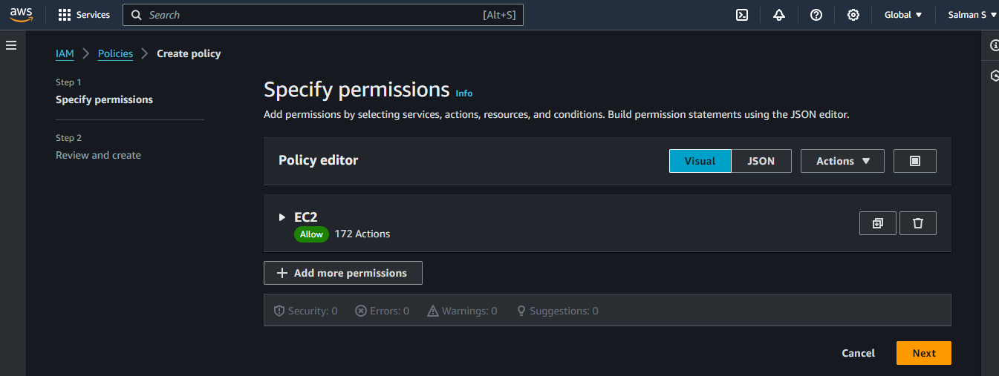 aws
Services
Search
[Alt+S]
Global
Salman S
IAM
Policies
Create policy
Step 1
Specify permissions
Step 2
Review and create
Specify permissions Info
Add permissions by selecting services, actions, resources, and conditions. Build permission statements using the JSON editor.
Policy editor
Visual
JSON
Actions
EC2
Allow 172 Actions
Add more permissions
Security: 0
Errors: 0
Warnings: 0
Suggestions: 0
Cancel
Next